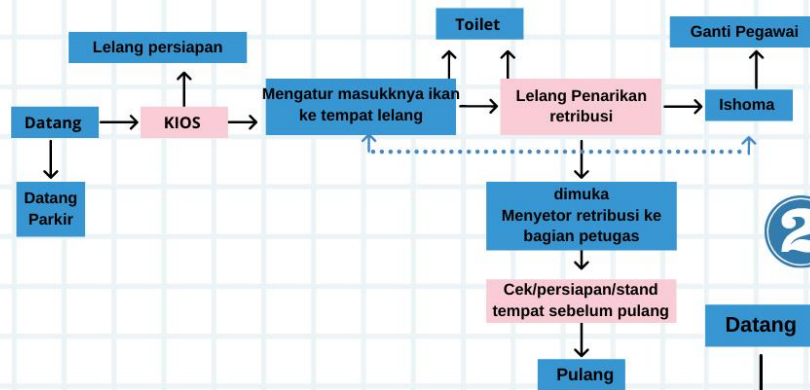 Toilet
Ganti Pegawai
Lelang persiapan
Mengatur masukknya ikan
ke tempat lelang
Lelang Penarikan
retribusi
Ishoma
Datang
KIOS
Datang
Parkir
dimuka
Menyetor retribusi ke
bagian petugas
2
Cek/persiapan/stand
tempat sebelum pulang
Datang
Pulang